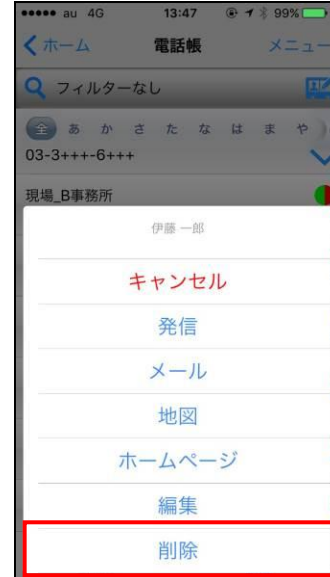 au 4G 13:47 99%
ホーム 電話帳 メニュー
フィルターなし
全 あ か さ た な は ま や
03-3+++-6+++
現場_B事務所
伊藤 一郎
キャンセル
発信
メール
地図
ホームページ
編集
削除